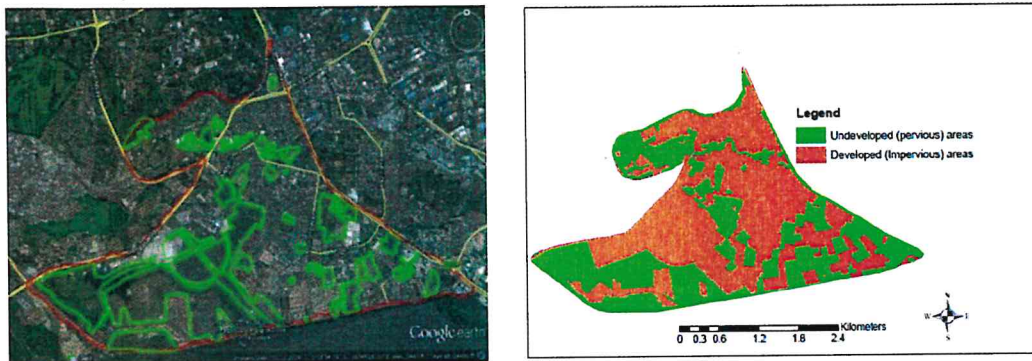 Google earth
Legend
Undeveloped (pervious) areas
Developed (Impervious) areas
N
W E
S
Kilometers
0 0.3 0.6 1.2 1.8 2.4